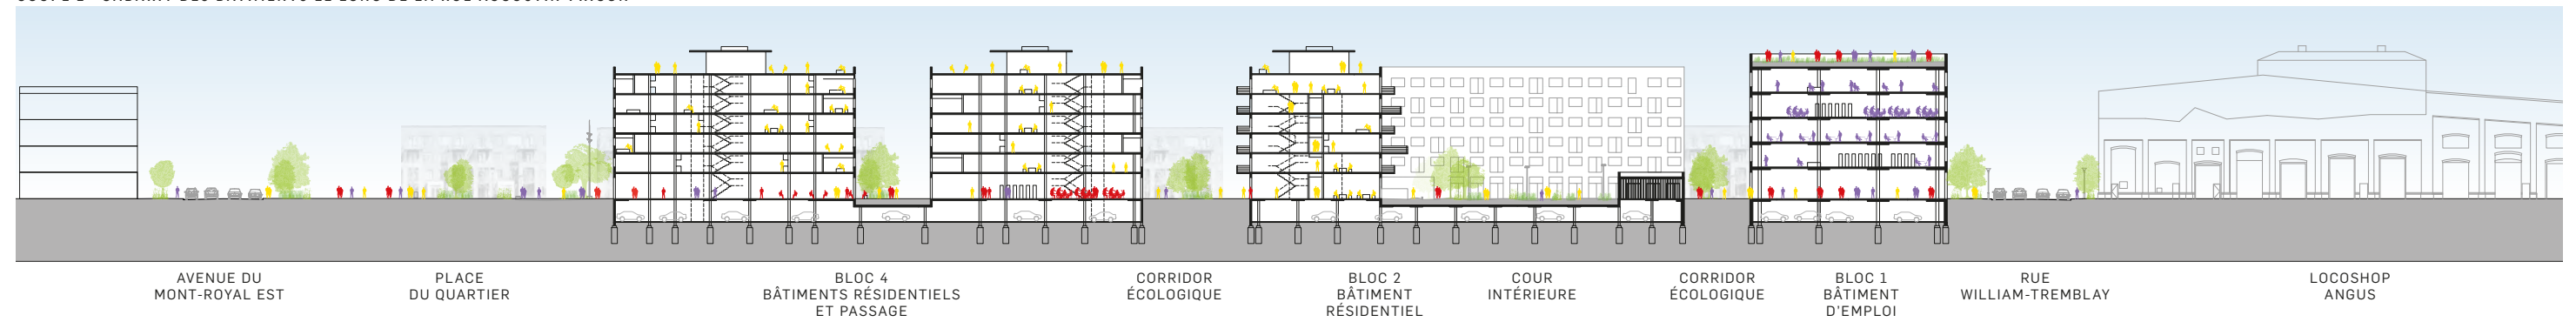 AVENUE DU
MONT-ROYAL EST
PLACE
DU QUARTIER
BLOC 4
BÂTIMENTS RÉSIDENTIELS
ET PASSAGE
CORRIDOR
ÉCOLOGIQUE
BLOC 2
BÂTIMENT
RÉSIDENTIEL
COUR
INTÉRIEURE
CORRIDOR
ÉCOLOGIQUE
BLOC 1
BÂTIMENT
D'EMPLOI
RUE
WILLIAM-TREMBLAY
LOCOSHOP
ANGUS